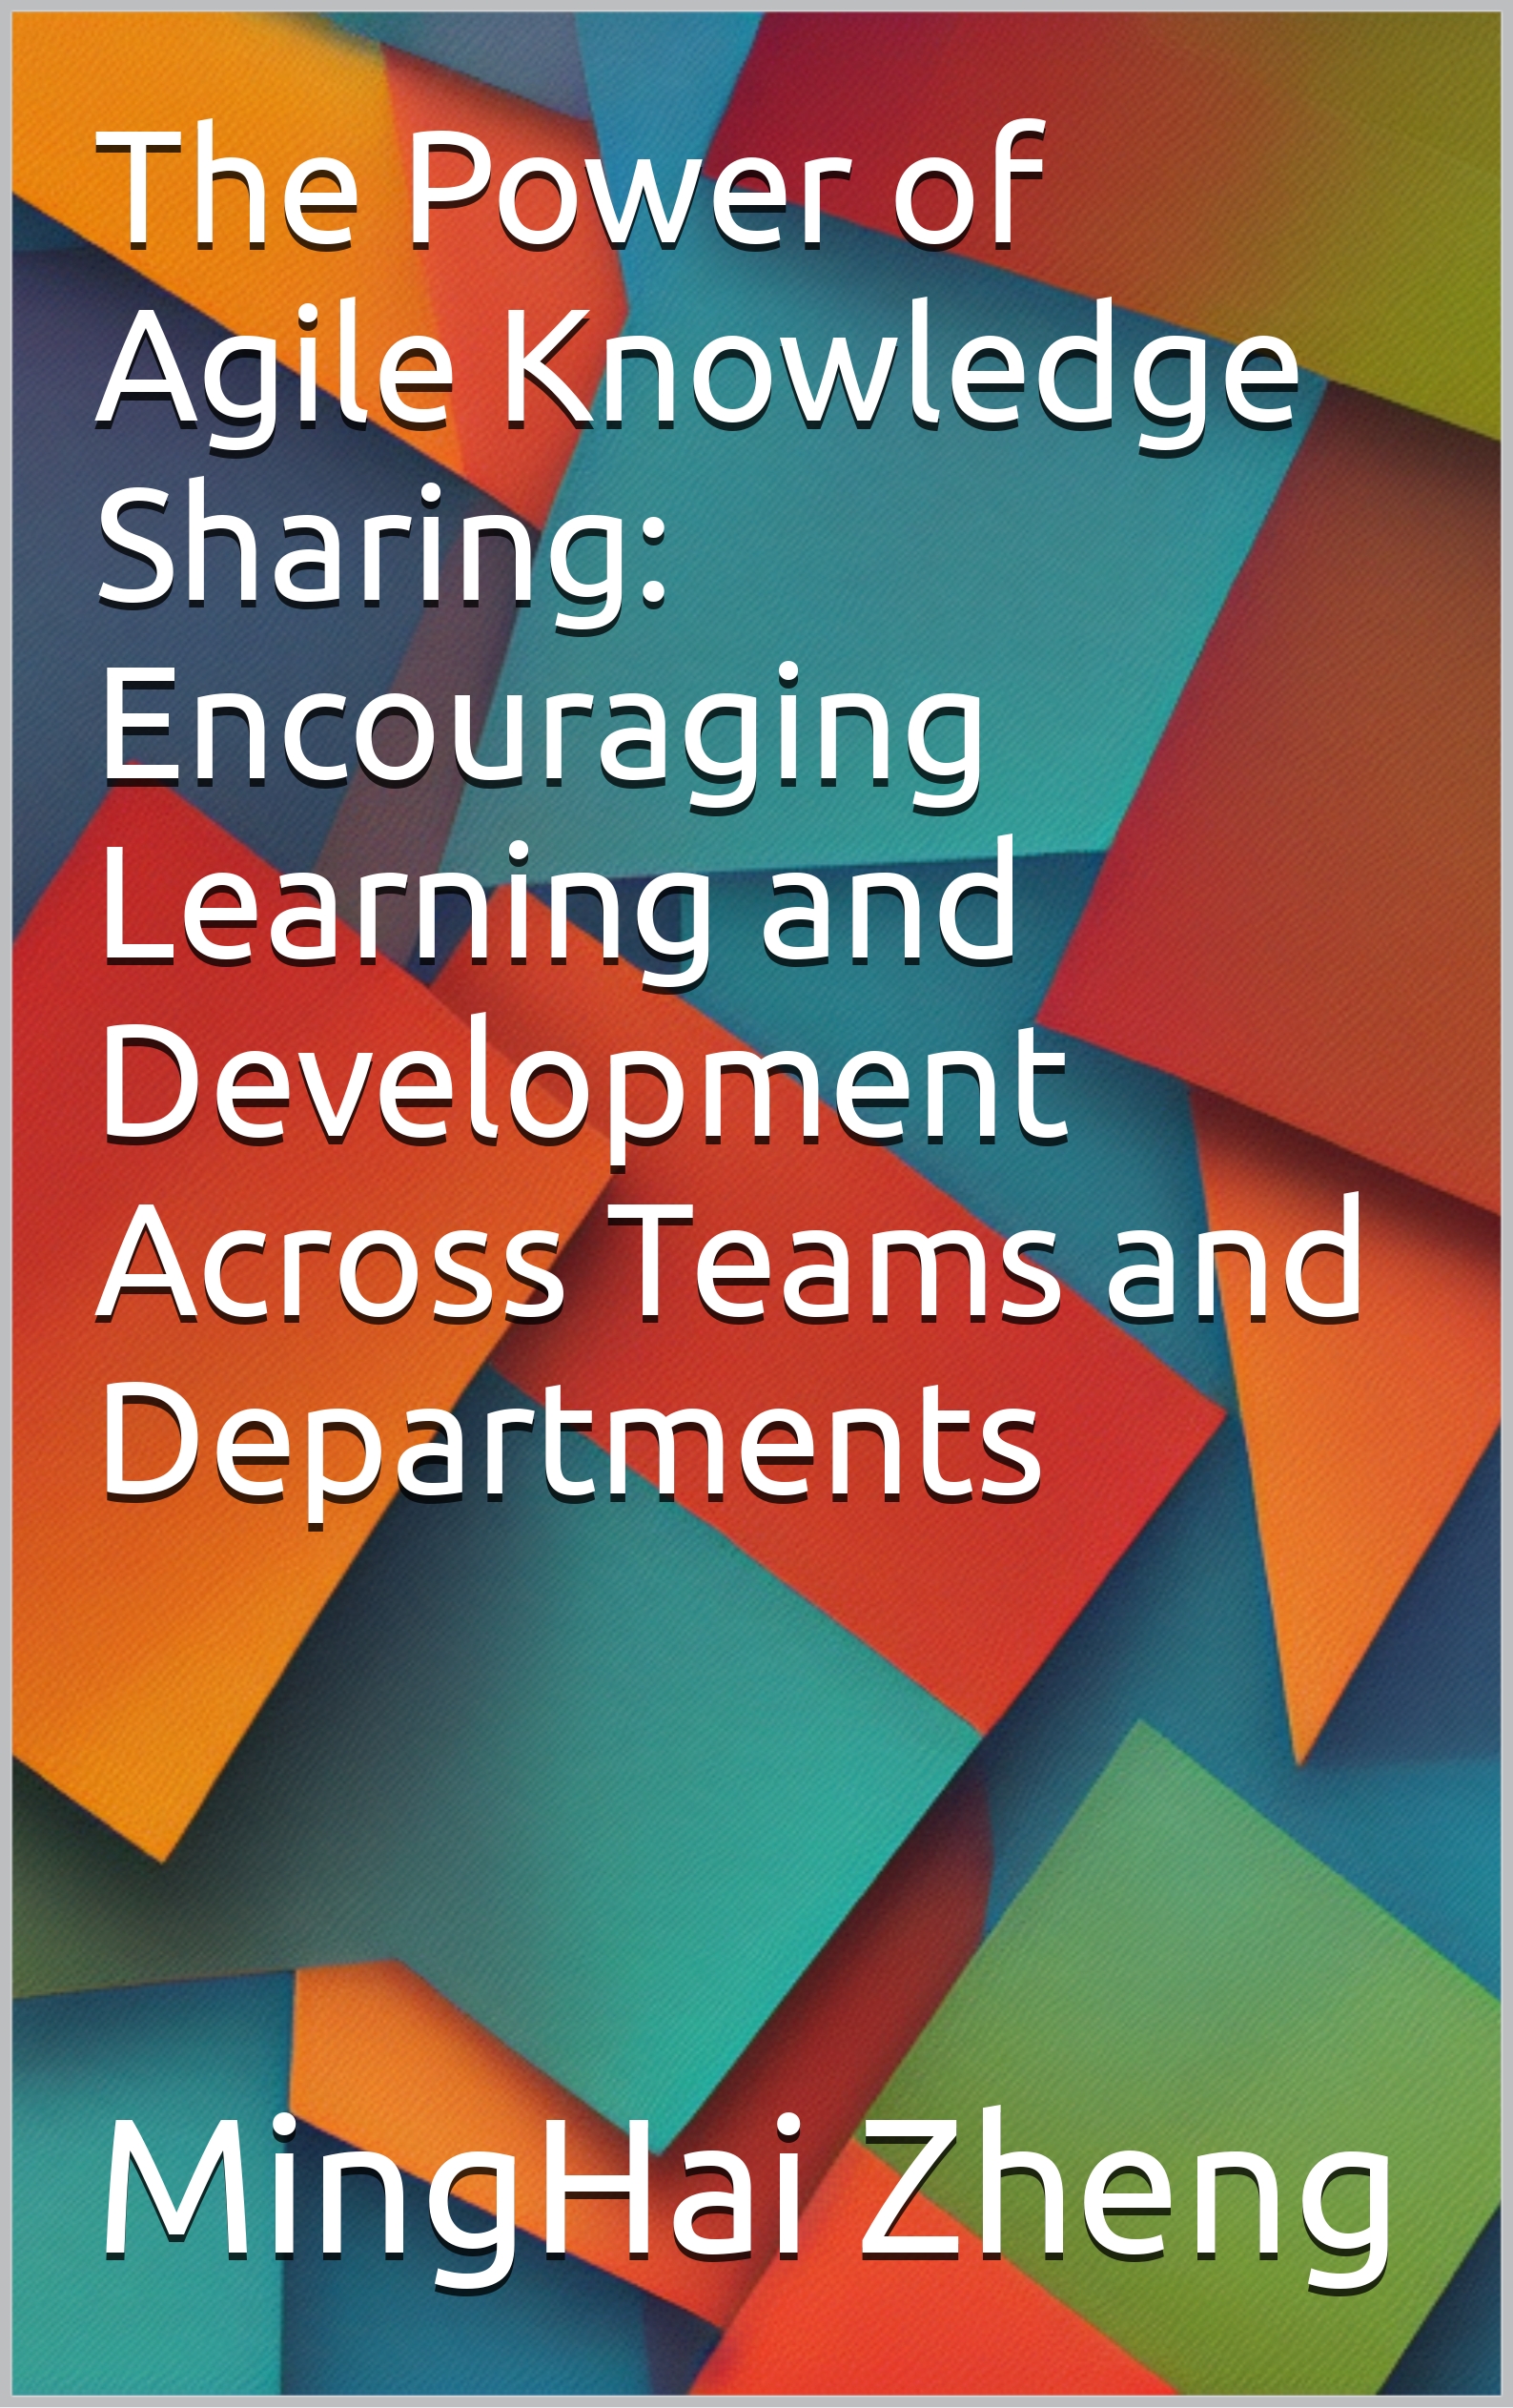 The Power of
Agile Knowledge
Sharing:
Encouraging
Learning and
Development
Across Teams and
Departments
MingHai Zheng